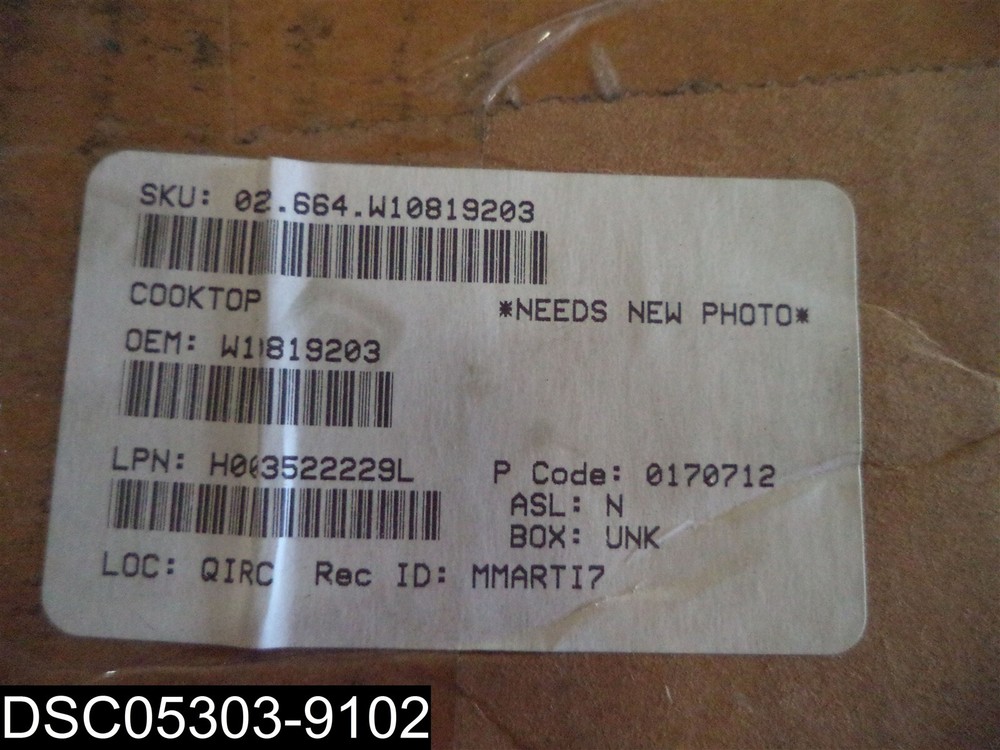 SKU: 02.664.W10819203
COOKTOP
*NEEDS NEW PHOTO*
OEM: W10819203
LPN: H003522229L
P Code: 0170712
ASL: N
BOX: UNK
LOC: QIRC Rec ID: MMARTI7
DSC05303-9102